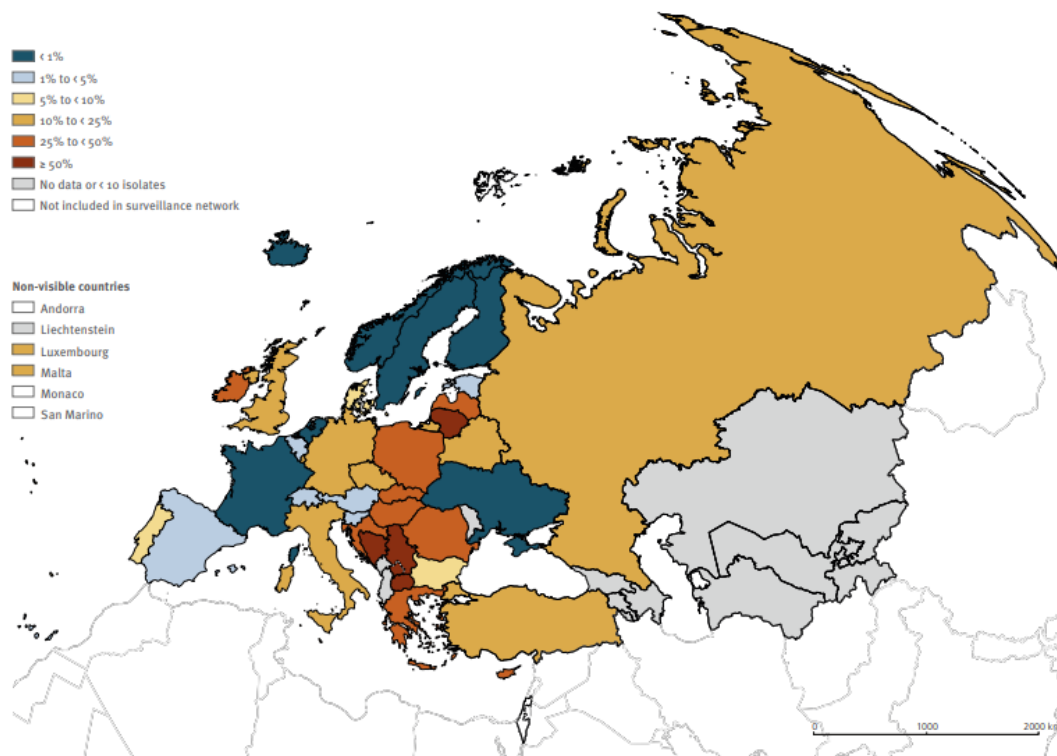 < 1%
1% to < 5%
5% to < 10%
10% to < 25%
25% to < 50%
≥ 50%
No data or < 10 isolates
Not included in surveillance network
Non-visible countries
Andorra
Liechtenstein
Luxembourg
Malta
Monaco
San Marino
0 1000 2000 k